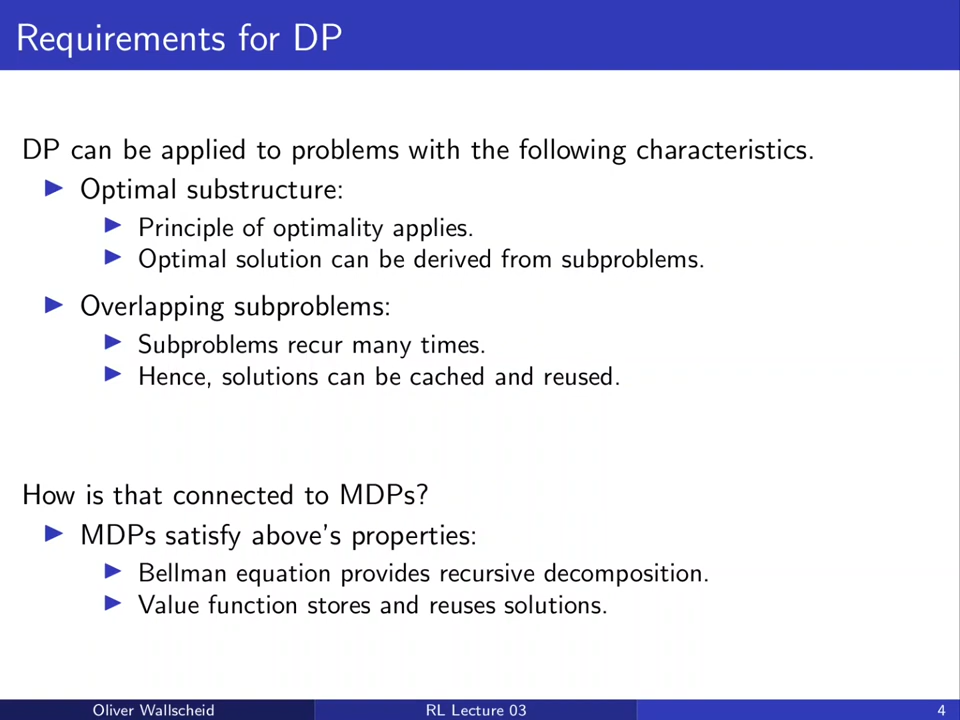 Requirements for DP
DP can be applied to problems with the following characteristics.
Optimal substructure:
Principle of optimality applies.
Optimal solution can be derived from subproblems.
Overlapping subproblems:
Subproblems recur many times.
Hence, solutions can be cached and reused.
How is that connected to MDPs?
MDPs satisfy above's properties:
Bellman equation provides recursive decomposition.
Value function stores and reuses solutions.
Oliver Wallscheid RL Lecture 03 4